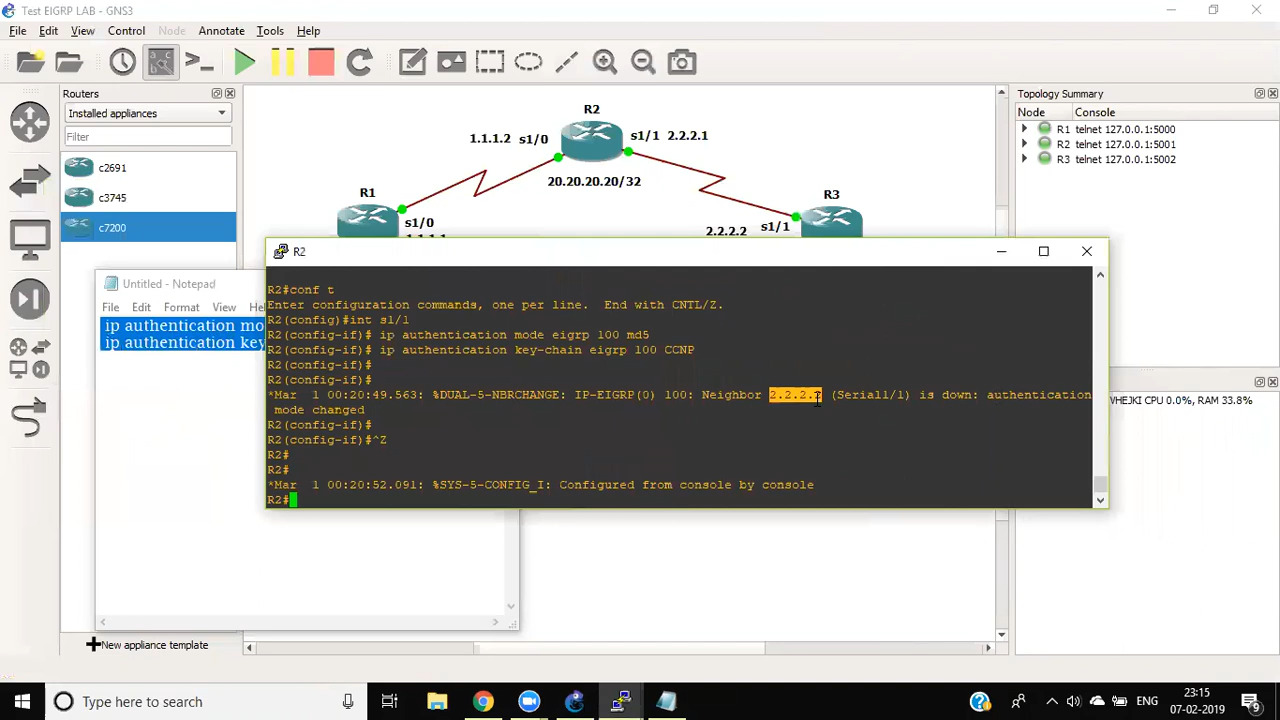 Test EIGRP LAB - GNS3
File Edit View Control Node Annotate Tools Help
Routers
Installed appliances
Filter
c2691
c3745
c7200
New appliance template
R2
1.1.1.2 s1/0
s1/1 2.2.2.1
20.20.20.20/32
R1
s1/0
R3
2.2.2.2
s1/1
Topology Summary
Node Console
R1 telnet 127.0.0.1:5000
R2 telnet 127.0.0.1:5001
R3 telnet 127.0.0.1:5002
VHEJKI CPU 0.0%, RAM 33.8%
Untitled - Notepad
File Edit Format View
ip authentication mo
ip authentication key
R2
R2#conf t
Enter configuration commands, one per line. End with CNTL/Z.
R2(config)#int s1/1
R2(config-if)# ip authentication mode eigrp 100 md5
R2(config-if)# ip authentication key-chain eigrp 100 CCNP
R2(config-if)#
R2(config-if)#
*Mar 1 00:20:49.563: %DUAL-5-NBRCHANGE: IP-EIGRP(0) 100: Neighbor 2.2.2.2 (Serial1/1) is down: authentication
mode changed
R2(config-if)#
R2(config-if)#^Z
R2#
R2#
*Mar 1 00:20:52.091: %SYS-5-CONFIG_I: Configured from console by console
R2#
Type here to search
ENG
23:15
07-02-2019
9